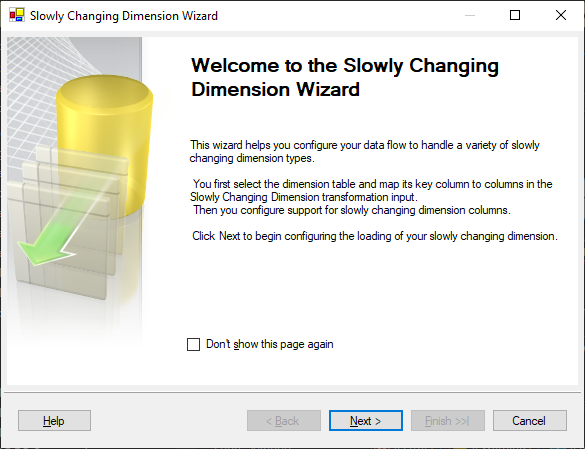 Slowly Changing Dimension Wizard
Welcome to the Slowly Changing
Dimension Wizard
This wizard helps you configure your data flow to handle a variety of slowly
changing dimension types.
You first select the dimension table and map its key column to columns in the
Slowly Changing Dimension transformation input.
Then you configure support for slowly changing dimension columns.
Click Next to begin configuring the loading of your slowly changing dimension.
Don't show this page again
Help
< Back
Next >
Finish >>|
Cancel